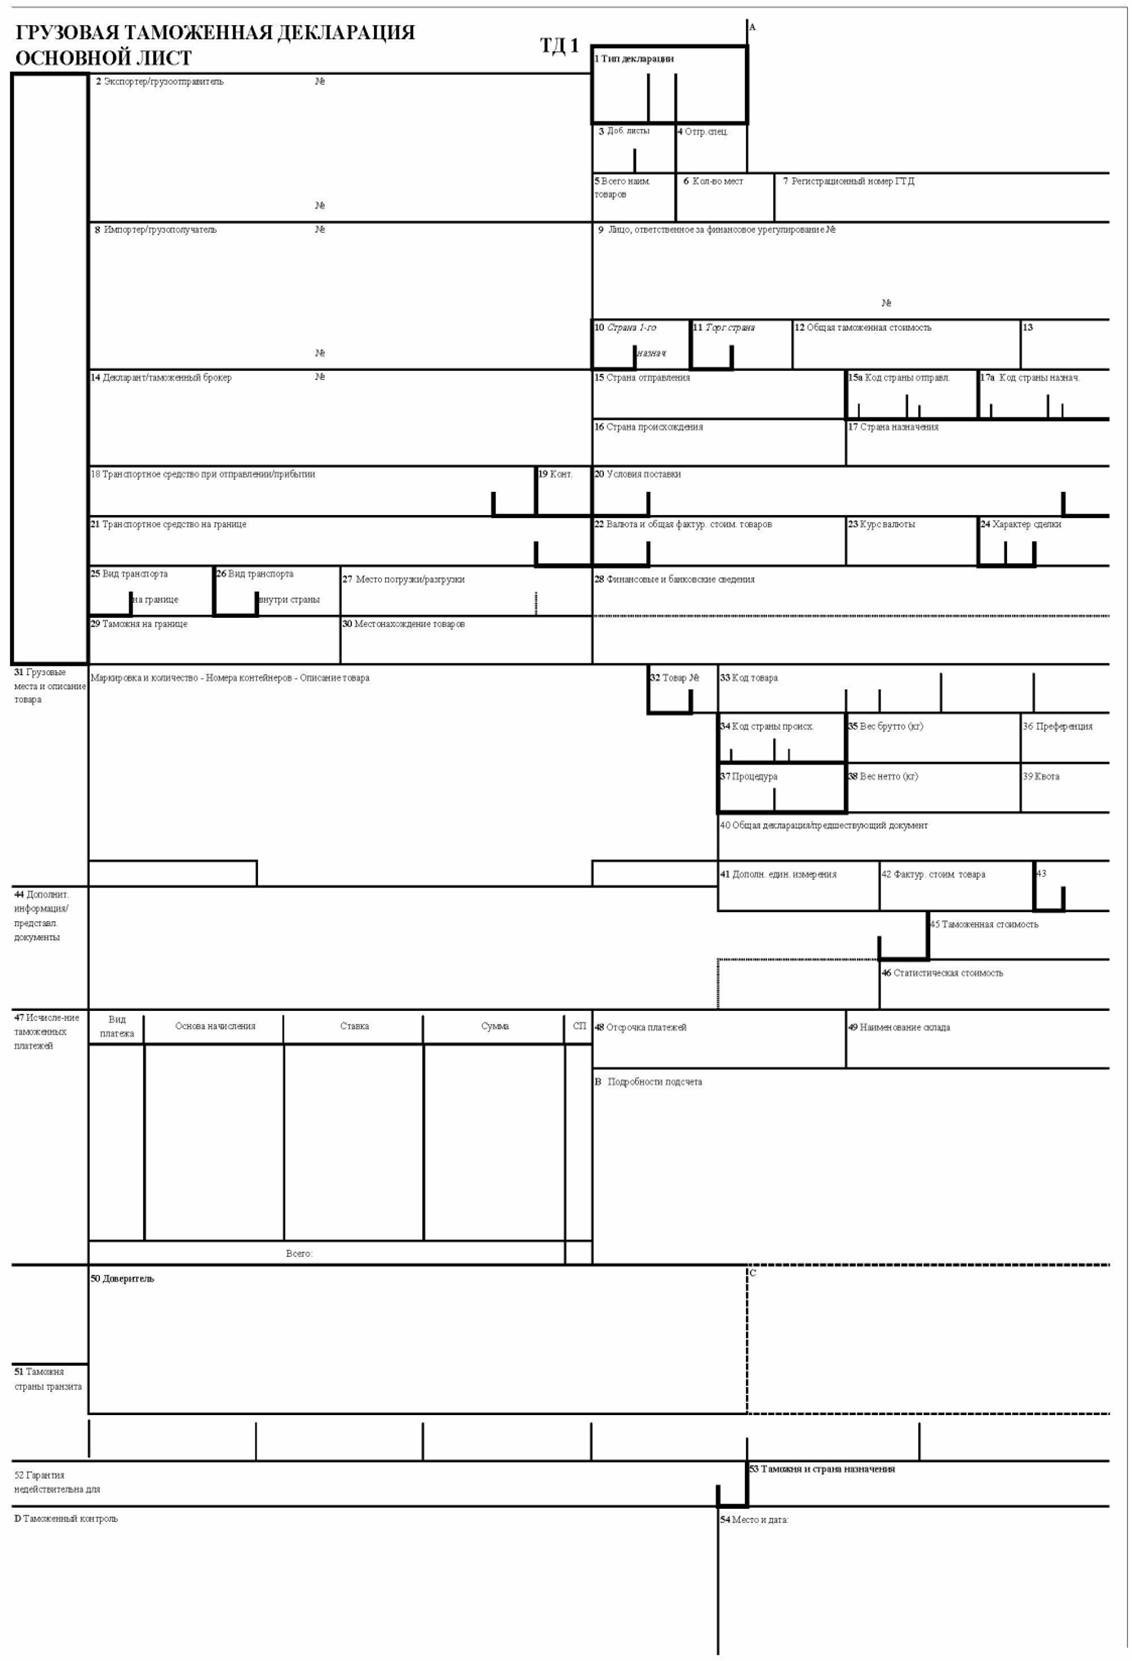 ГРУЗОВАЯ ТАМОЖЕННАЯ ДЕКЛАРАЦИЯ
ОСНОВНОЙ ЛИСТ
ТД 1
А
1 Тип декларации
2 Экспортер/грузоотправитель №
3 Доб. листы
4 Отгр.спец.
5 Всего наим.
товаров
6 Кол-во мест
7 Регистрационный номер ГТД
№
8 Импортер/грузополучатель №
9 Лицо, ответственное за финансовое урегулирование №
№
10 Страна 1-го
назнач.
11 Торг.страна
12 Общая таможенная стоимость
13
№
14 Декларант/таможенный брокер №
15 Страна отправления
15а Код страны отправл.
17а Код страны назнач.
16 Страна происхождения
17 Страна назначения
18 Транспортное средство при отправлении/прибытии
19 Конт.
20 Условия поставки
21 Транспортное средство на границе
22 Валюта и общая фактур. стоим. товаров
23 Курс валюты
24 Характер сделки
25 Вид транспорта
на границе
26 Вид транспорта
внутри страны
27 Место погрузки/разгрузки
28 Финансовые и банковские сведения
29 Таможня на границе
30 Местонахождение товаров
31 Грузовые
места и описание
товара
Маркировка и количество - Номера контейнеров - Описание товара
32 Товар №
33 Код товара
34 Код страны происх.
35 Вес брутто (кг)
36 Преференция
37 Процедура
38 Вес нетто (кг)
39 Квота
40 Общая декларация/предшествующий документ
41 Дополн. един. измерения
42 Фактур. стоим. товара
43
44 Дополнит.
информация/
представл.
документы
45 Таможенная стоимость
46 Статистическая стоимость
47 Исчисле-ние
таможенных
платежей
Вид
платежа
Основа начисления
Ставка
Сумма
СП
48 Отсрочка платежей
49 Наименование склада
В Подробности подсчета
Всего:
50 Доверитель
С
51 Таможня
страны транзита
52 Гарантия
недействительна для
53 Таможня и страна назначения
D Таможенный контроль
54 Место и дата: